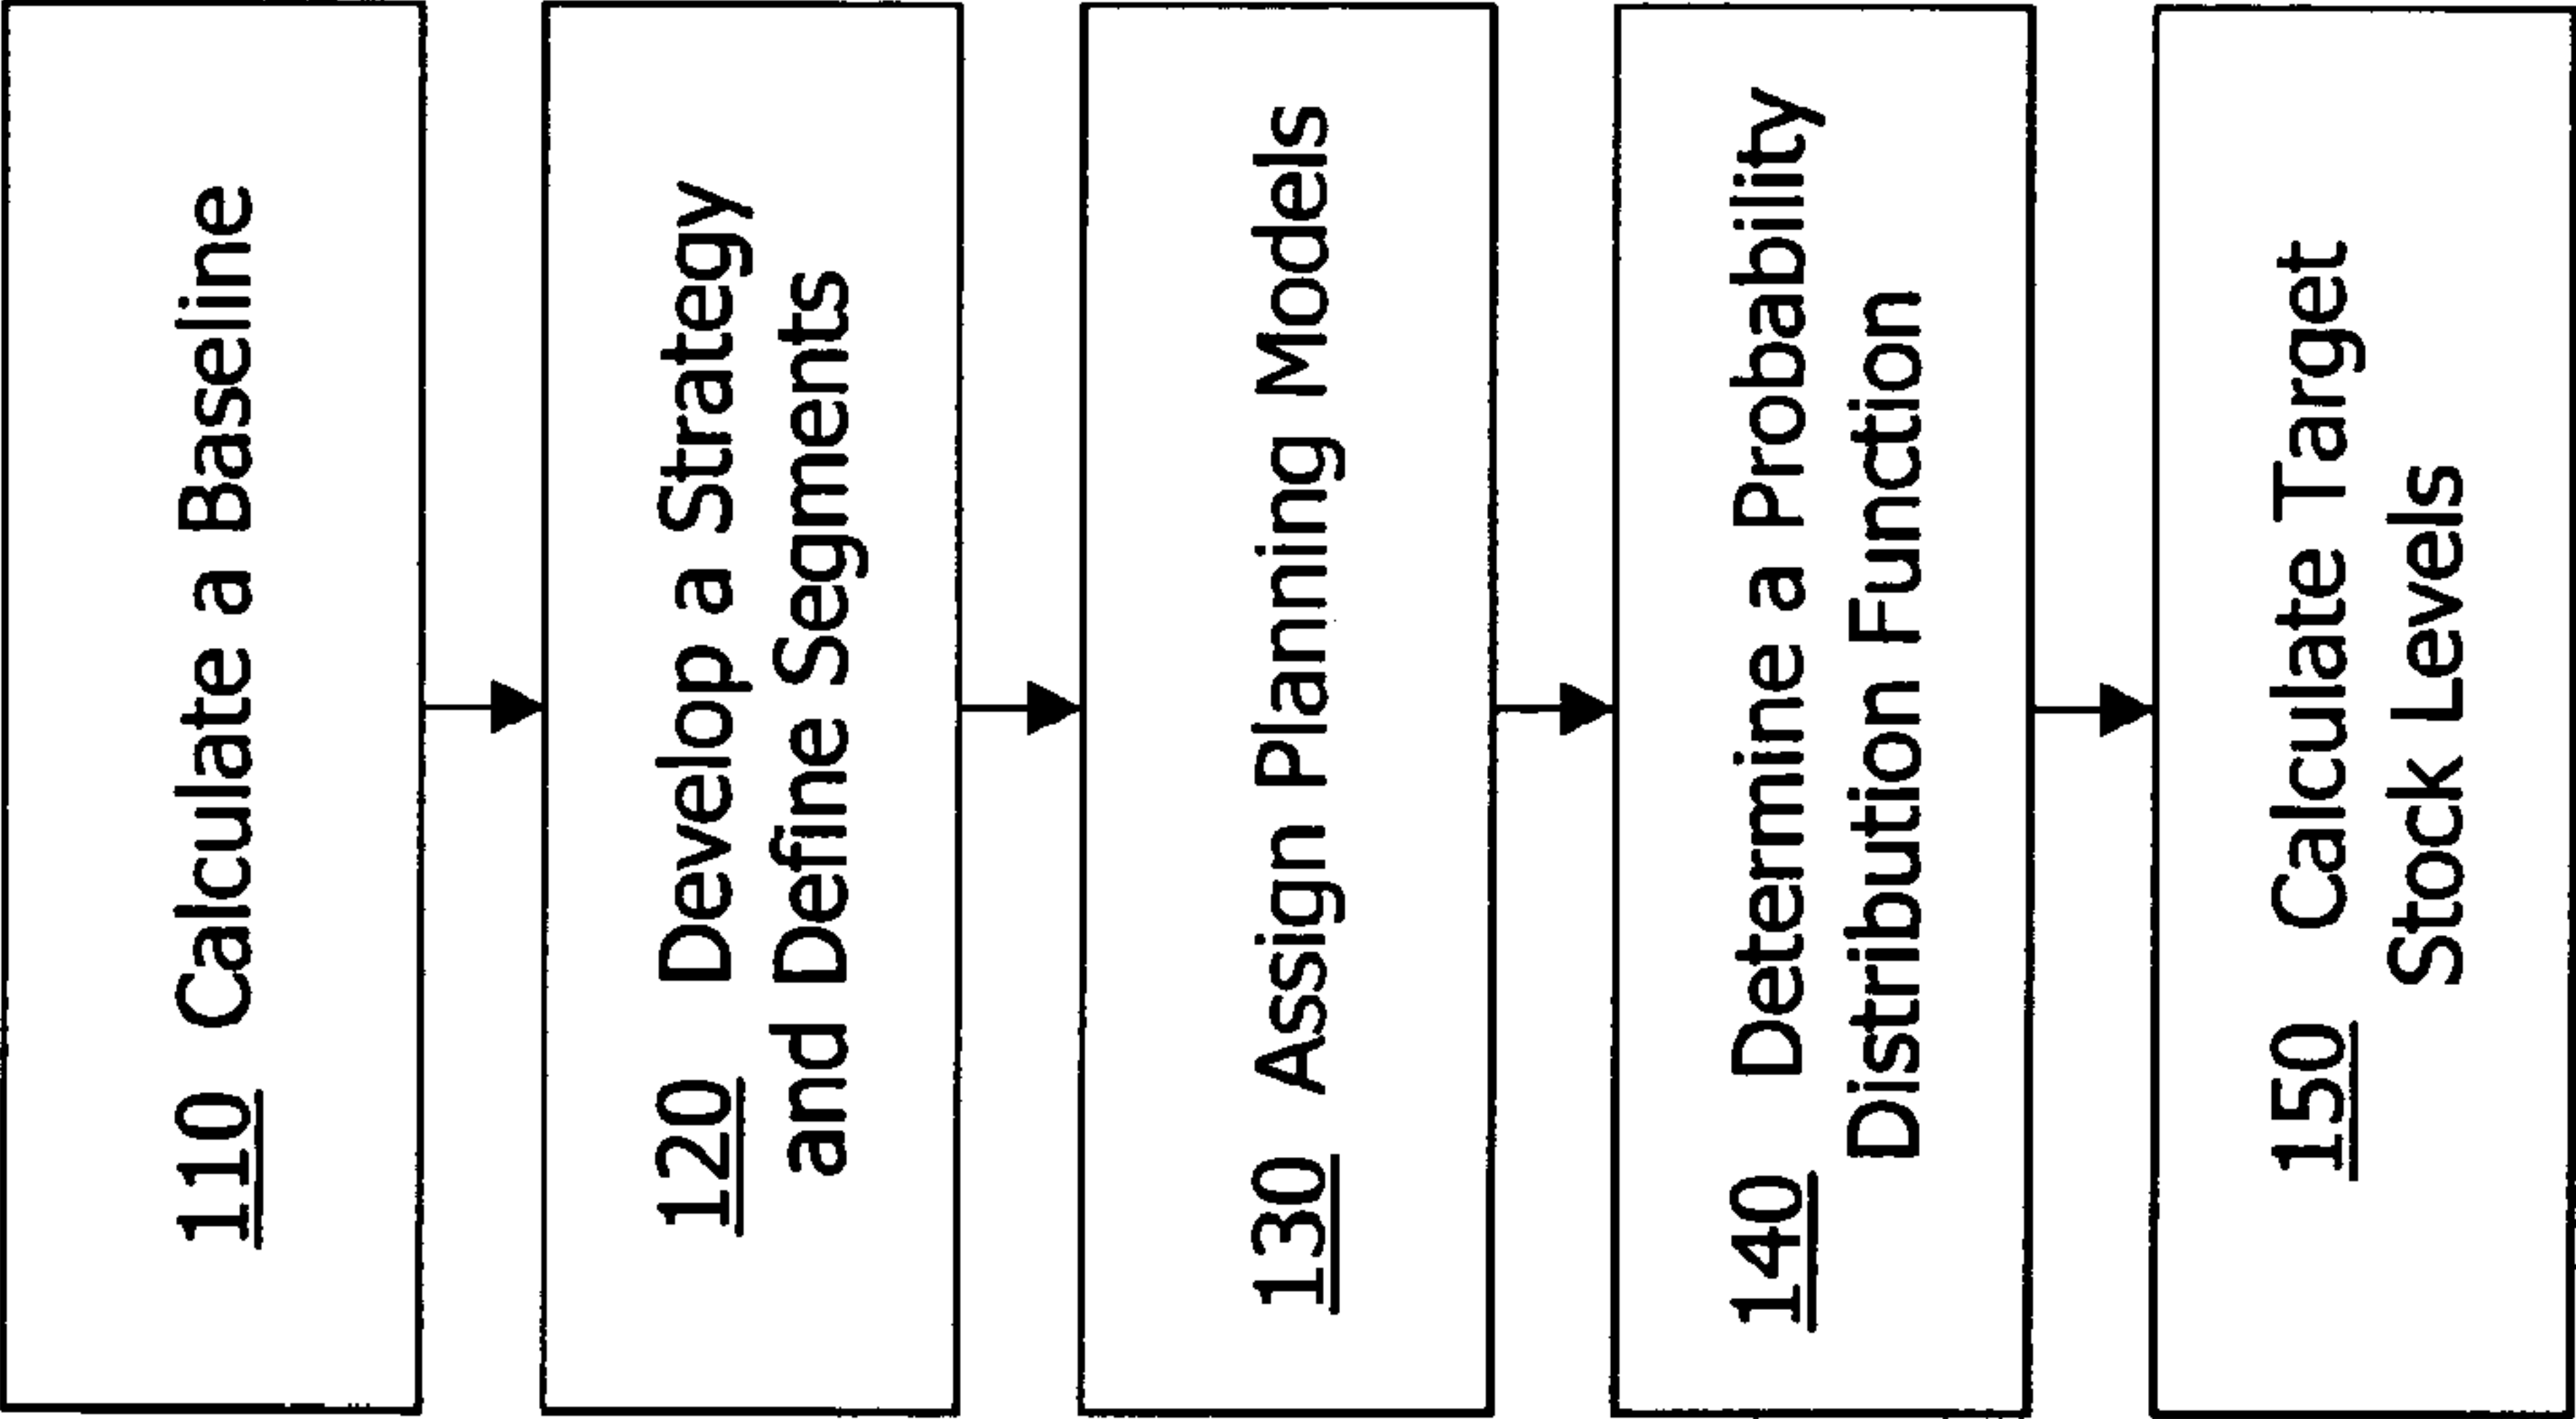 110 Calculate a Baseline
120 Develop a Strategy
and Define Segments
130 Assign Planning Models
140 Determine a Probability
Distribution Function
150 Calculate Target
Stock Levels